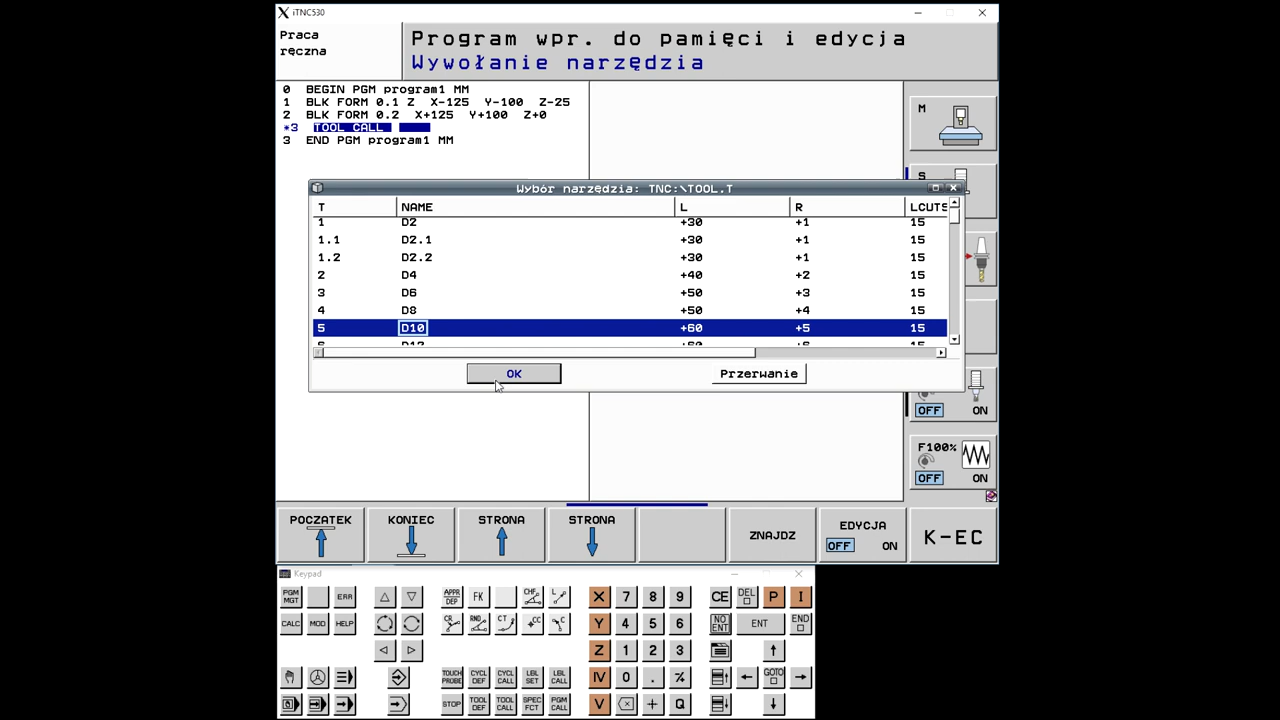 iTNC530
Praca
ręczna
Program wpr. do pamięci i edycja
Wywołanie narzędzia
0 BEGIN PGM program1 MM
1 BLK FORM 0.1 Z X-125 Y-100 Z-25
2 BLK FORM 0.2 X+125 Y+100 Z+0
*3 TOOL CALL
3 END PGM program1 MM
M
S
Wybór narzędzia: TNC:\TOOL.T
T NAME L R LCUTS
1 D2 +30 +1 15
1.1 D2.1 +30 +1 15
1.2 D2.2 +30 +1 15
2 D4 +40 +2 15
3 D6 +50 +3 15
4 D8 +50 +4 15
5 D10 +60 +5 15
OK Przerwanie
OFF ON
F100%
OFF ON
POCZATEK KONIEC STRONA STRONA ZNAJDZ EDYCJA OFF ON K-EC
Keypad
PGM MGT ERR APPR DEP FK CHF L X 7 8 9 CE DEL P I
CALC MOD HELP CR RND CT CC C Y 4 5 6 NO ENT ENT END
Z 1 2 3
TOUCH PROBE CYCL DEF CYCL CALL LBL SET LBL CALL IV 0 . GOTO
STOP TOOL DEF TOOL CALL SPEC FCT PGM CALL V + Q